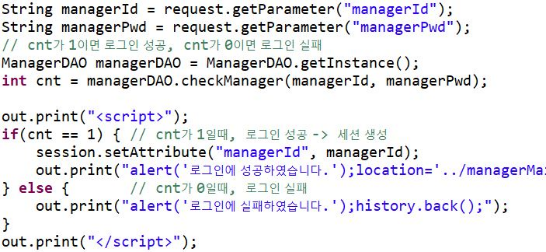 String managerId = request.getParameter("managerId");
String managerPwd = request.getParameter("managerPwd");
// cnt가 1이면 로그인 성공, cnt가 0이면 로그인 실패
ManagerDAO managerDAO = ManagerDAO.getInstance();
int cnt = managerDAO.checkManager(managerId, managerPwd);
out.print("<script>");
if(cnt == 1) { // cnt가 1일때, 로그인 성공 -> 세션 생성
session.setAttribute("managerId", managerId);
out.print("alert('로그인에 성공하였습니다.');location='../managerMai
} else { // cnt가 0일때, 로그인 실패
out.print("alert('로그인에 실패하였습니다.');history.back();");
}
out.print("</script>");